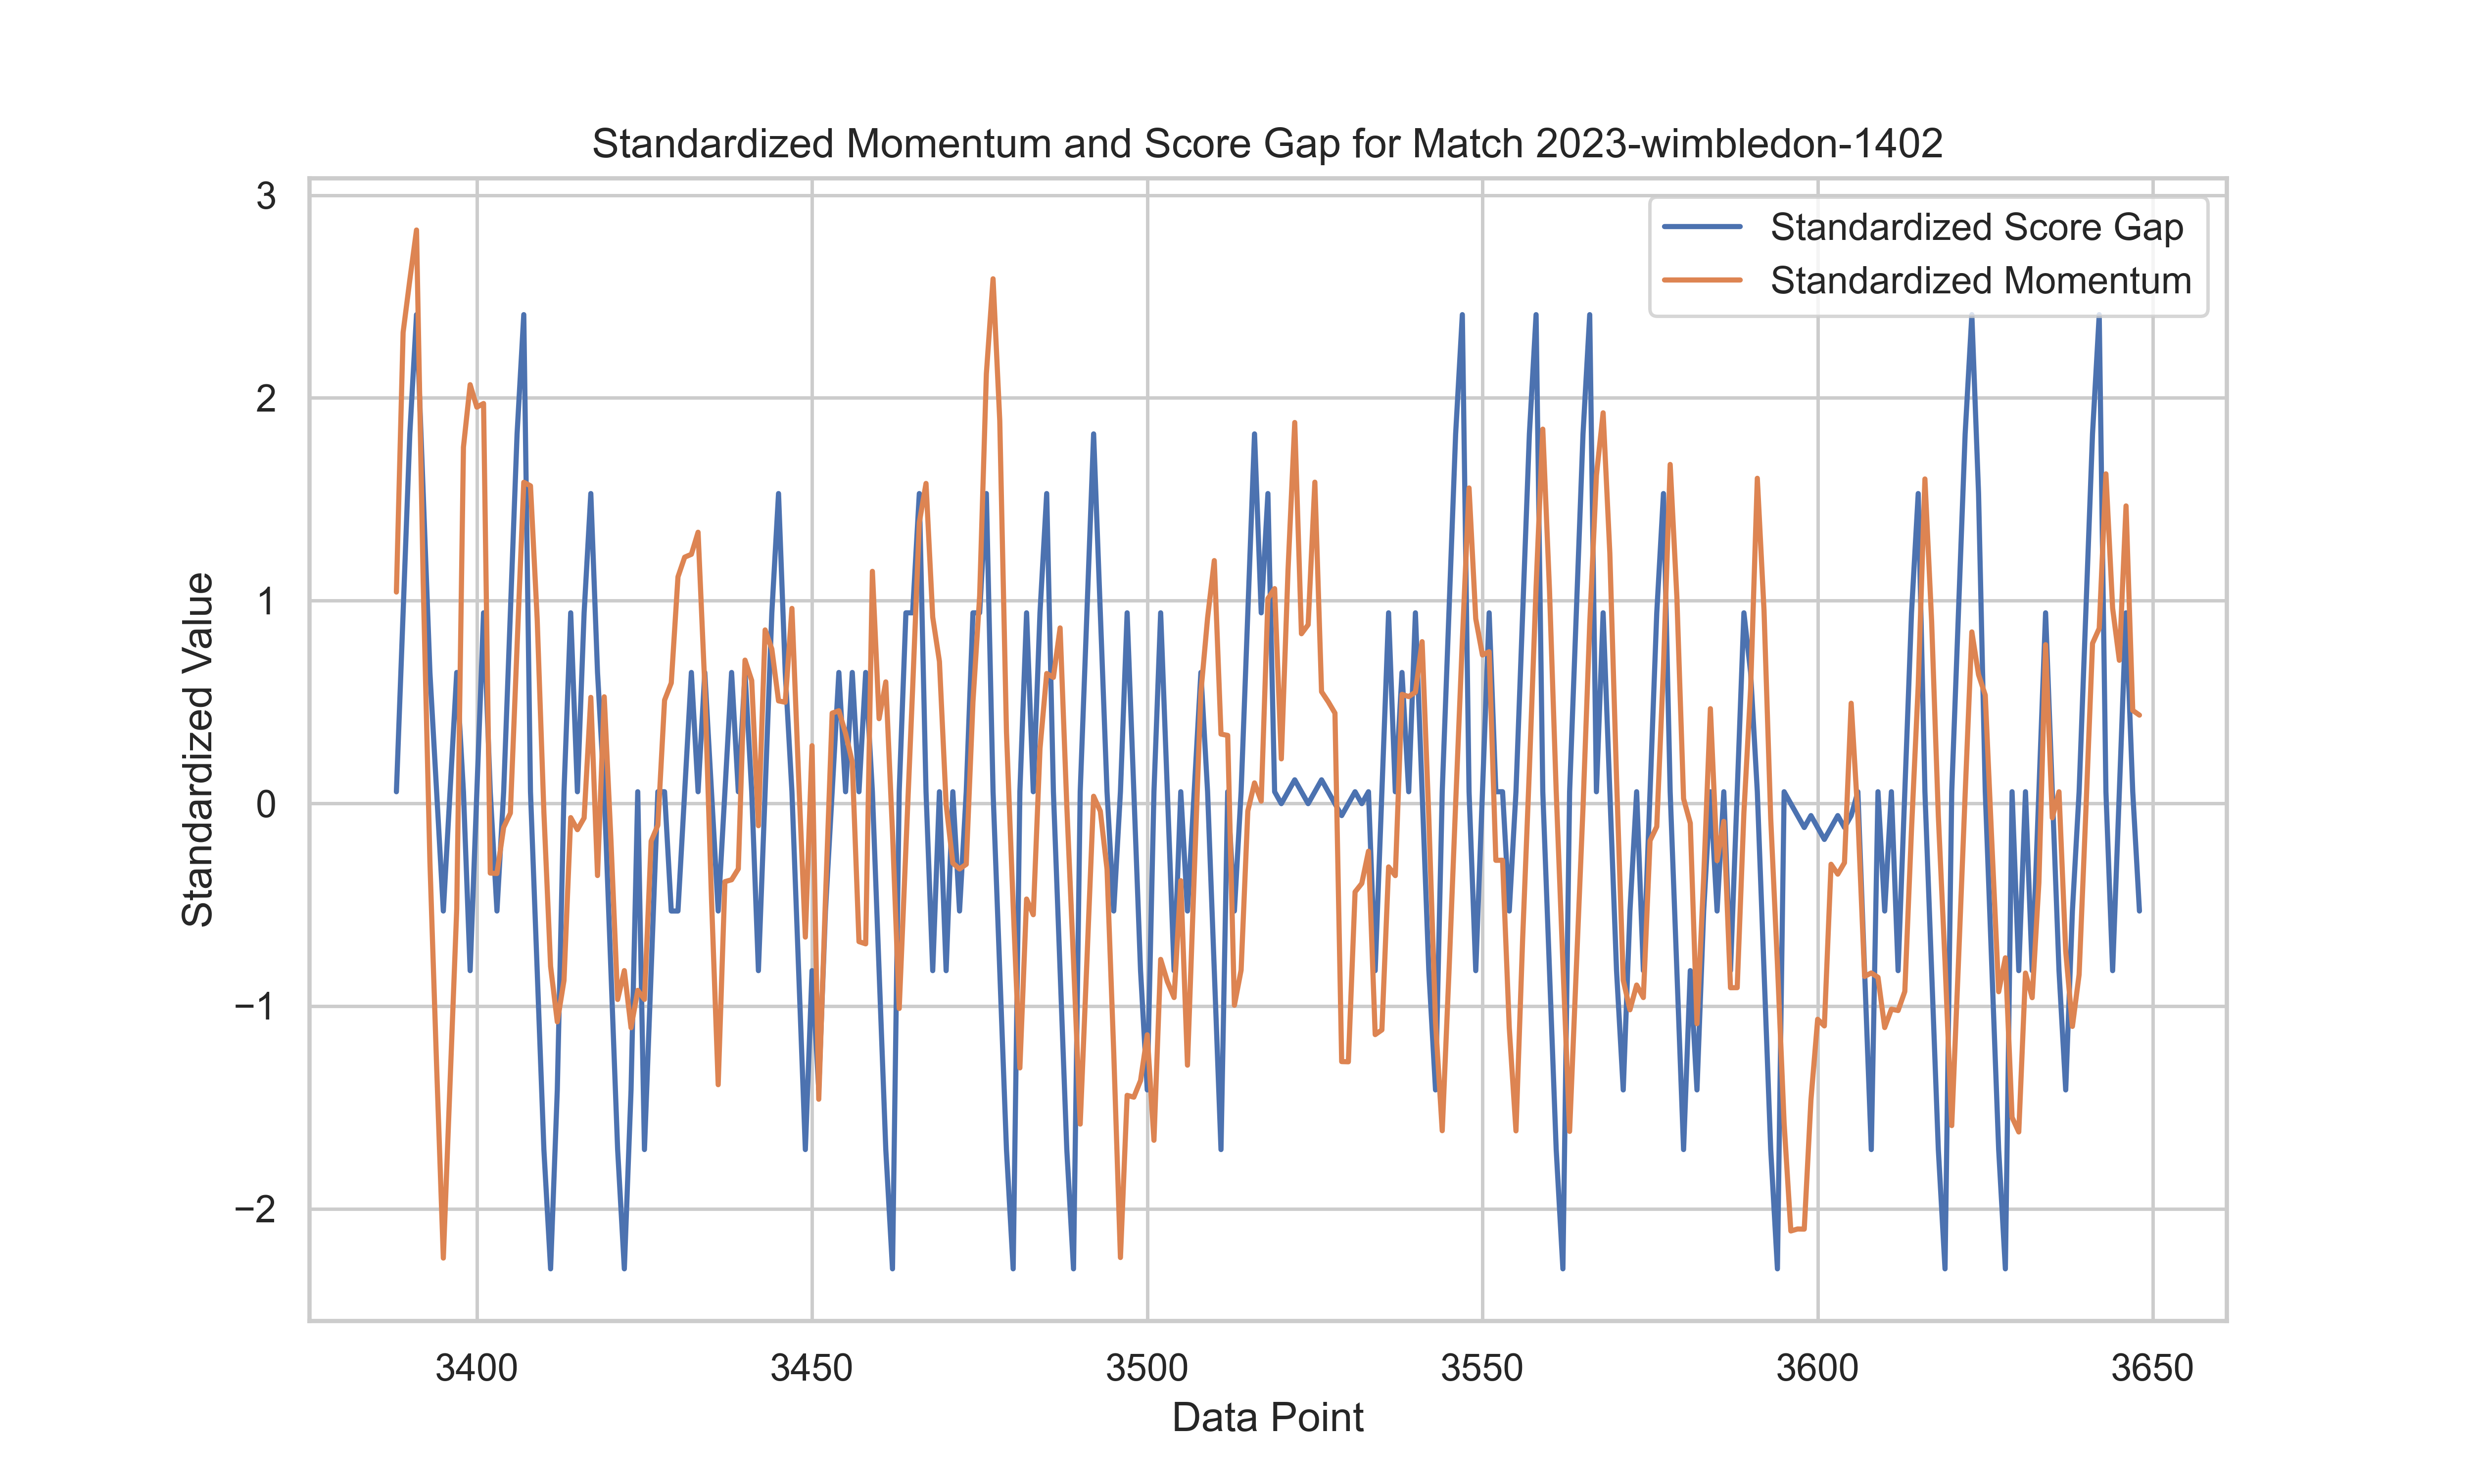 Standardized Momentum and Score Gap for Match 2023-wimbledon-1402
Standardized Score Gap
Standardized Momentum
Standardized Value
3
2
1
0
−1
−2
3400 3450 3500 3550 3600 3650
Data Point